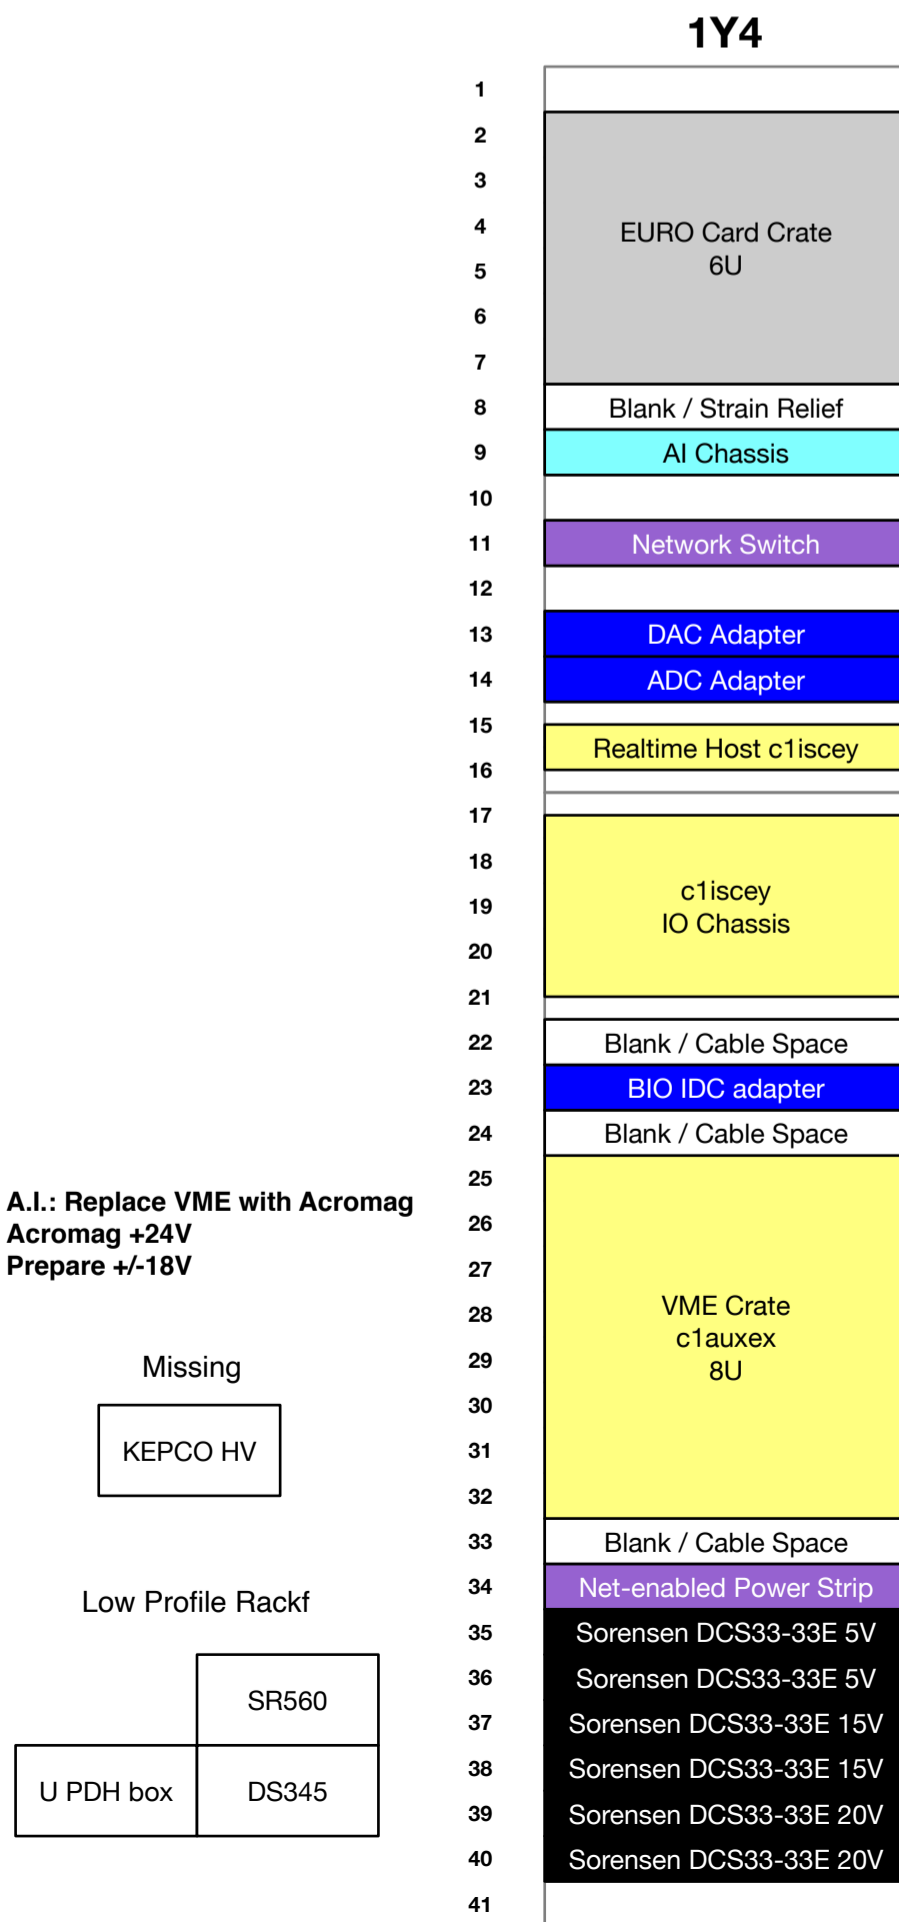 1Y4
1
2
3
4
5
6
7
EURO Card Crate
6U
8
Blank / Strain Relief
9
AI Chassis
10
11
Network Switch
12
13
DAC Adapter
14
ADC Adapter
15
Realtime Host c1iscey
16
17
18
19
20
21
c1iscey
IO Chassis
22
Blank / Cable Space
23
BIO IDC adapter
24
Blank / Cable Space
25
26
27
28
29
30
31
32
VME Crate
c1auxex
8U
33
Blank / Cable Space
34
Net-enabled Power Strip
35
Sorensen DCS33-33E 5V
36
Sorensen DCS33-33E 5V
37
Sorensen DCS33-33E 15V
38
Sorensen DCS33-33E 15V
39
Sorensen DCS33-33E 20V
40
Sorensen DCS33-33E 20V
41
A.I.: Replace VME with Acromag
Acromag +24V
Prepare +/-18V
Missing
KEPCO HV
Low Profile Rackf
SR560
U PDH box
DS345